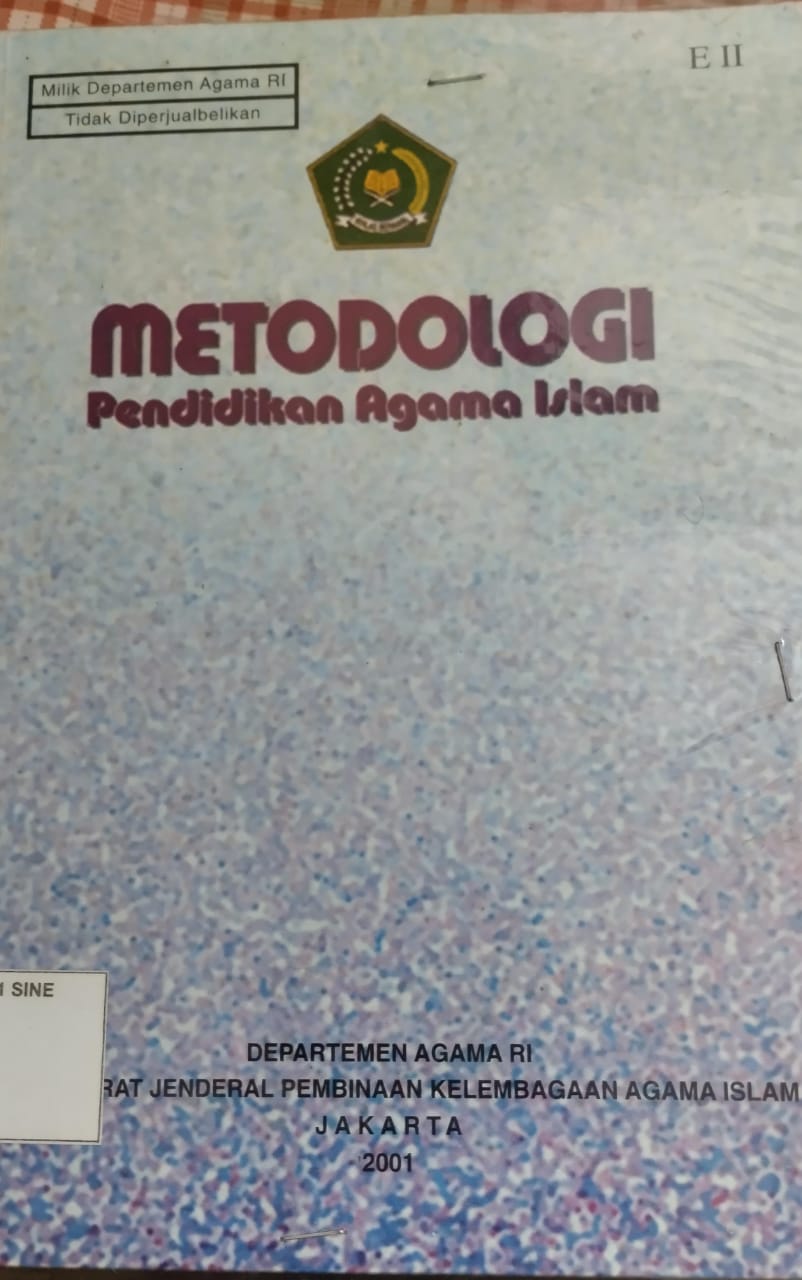 E II
Milik Departemen Agama RI
Tidak Diperjualbelikan
METODOLOGI
Pendidikan Agama Islam
SINE
DEPARTEMEN AGAMA RI
RAT JENDERAL PEMBINAAN KELEMBAGAAN AGAMA ISLAM
JAKARTA
2001